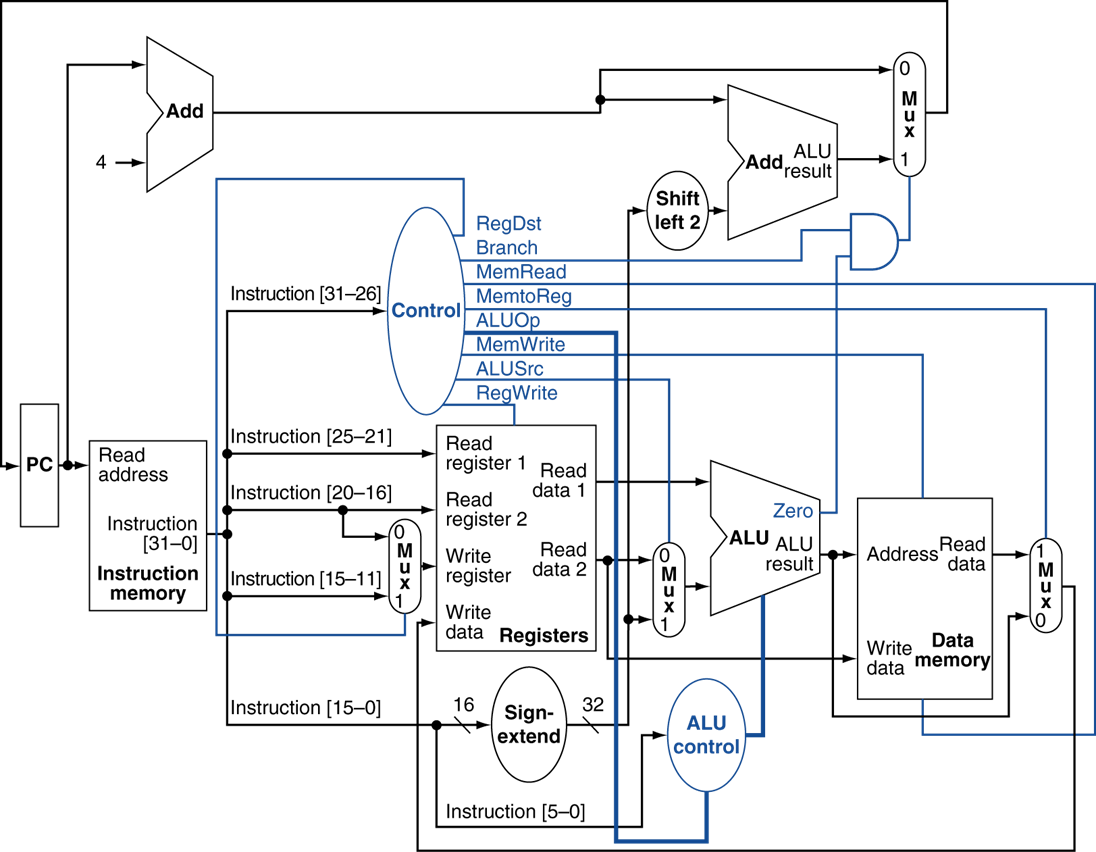 Add
4
0
Mux
1
Add
ALU
result
Shift
left 2
RegDst
Branch
MemRead
MemtoReg
ALUOp
MemWrite
ALUSrc
RegWrite
Control
Instruction [31–26]
Instruction [25–21]
Instruction [20–16]
Instruction [15–11]
Instruction [15–0]
Instruction [5–0]
PC
Read
address
Instruction
[31–0]
Instruction
memory
0
Mux
1
Read
register 1
Read
register 2
Write
register
Write
data
Read
data 1
Read
data 2
Registers
0
Mux
1
Zero
ALU
ALU
result
Address
Read
data
Write
data
Data
memory
1
Mux
0
16
Sign-
extend
32
ALU
control